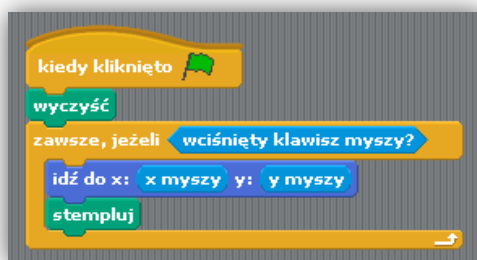 kiedy kliknięto
wyczyść
zawsze, jeżeli wciśnięty klawisz myszy?
idź do x: x myszy y: y myszy
stempluj